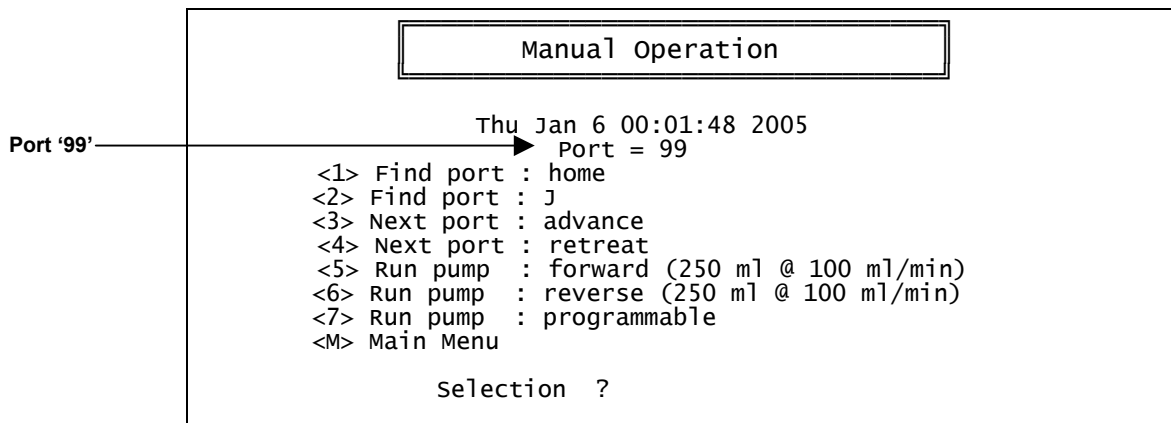 Manual Operation
Thu Jan 6 00:01:48 2005
Port ‘99’
Port = 99
<1> Find port : home
<2> Find port : J
<3> Next port : advance
<4> Next port : retreat
<5> Run pump : forward (250 ml @ 100 ml/min)
<6> Run pump : reverse (250 ml @ 100 ml/min)
<7> Run pump : programmable
<M> Main Menu
Selection ?